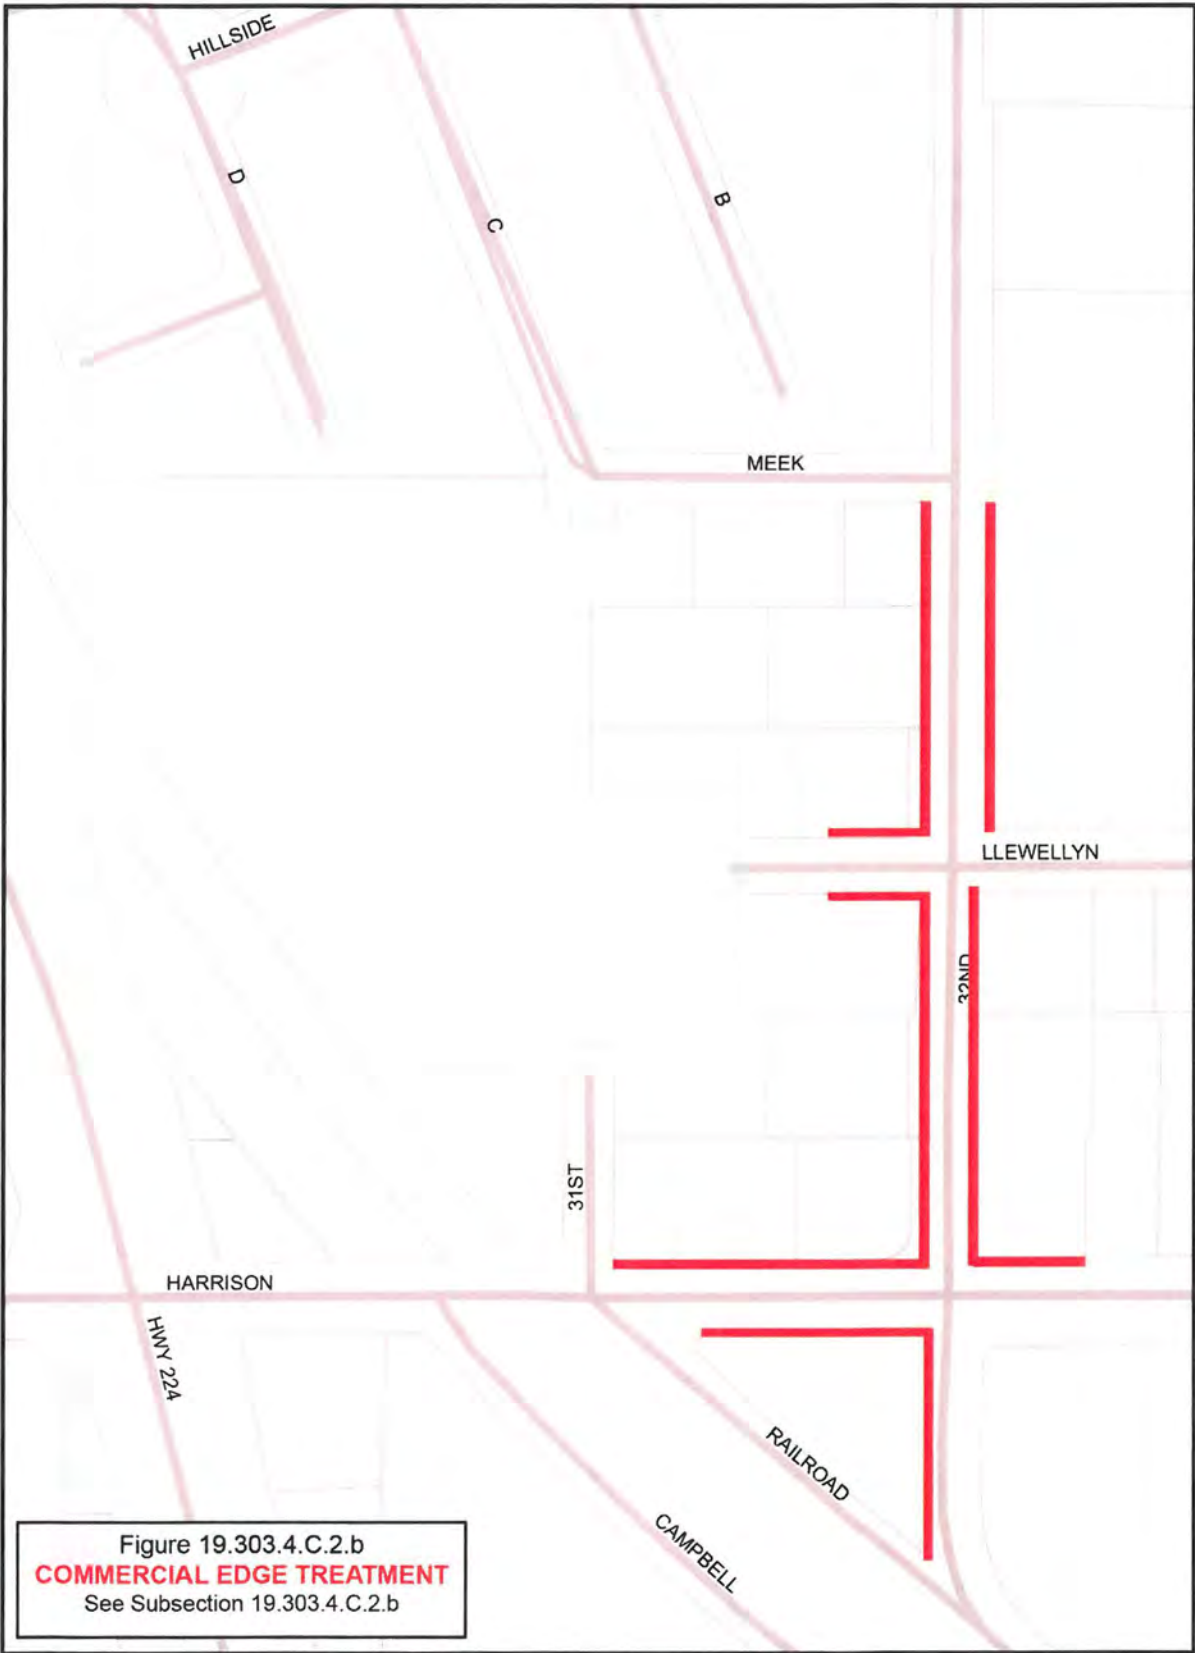 HILLSIDE
D
C
B
MEEK
LLEWELLYN
32ND
31ST
HARRISON
HWY 224
RAILROAD
CAMPBELL
Figure 19.303.4.C.2.b
COMMERCIAL EDGE TREATMENT
See Subsection 19.303.4.C.2.b